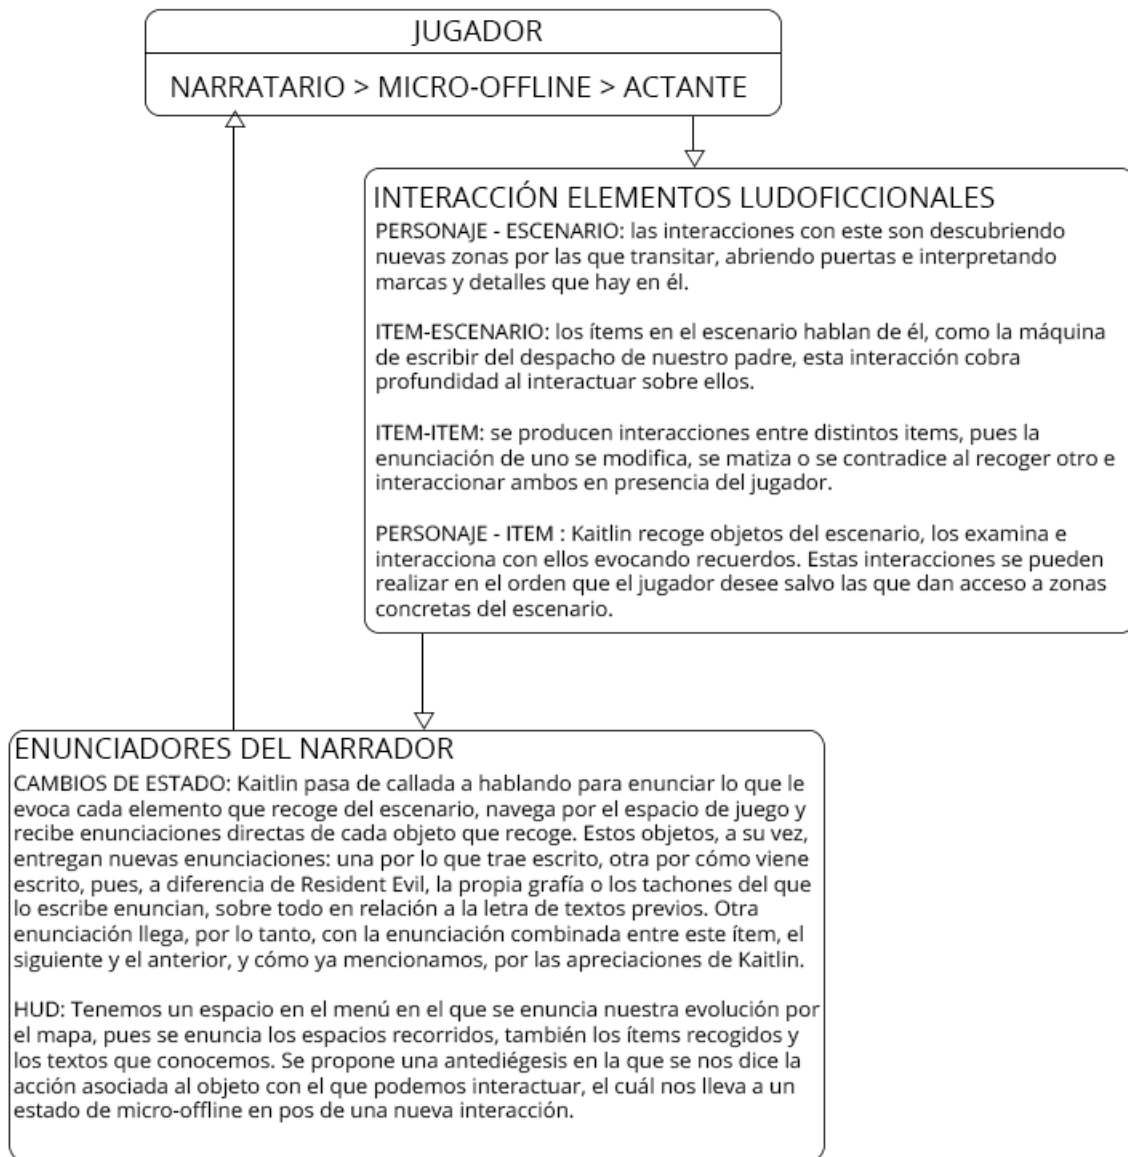 JUGADOR
NARRATARIO > MICRO-OFFLINE > ACTANTE
INTERACCIÓN ELEMENTOS LUDOFICCIONALES
PERSONAJE - ESCENARIO: las interacciones con este son descubriendo
nuevas zonas por las que transitar, abriendo puertas e interpretando
marcas y detalles que hay en él.
ITEM-ESCENARIO: los ítems en el escenario hablan de él, como la máquina
de escribir del despacho de nuestro padre, esta interacción cobra
profundidad al interactuar sobre ellos.
ITEM-ITEM: se producen interacciones entre distintos items, pues la
enunciación de uno se modifica, se matiza o se contradice al recoger otro e
interaccionar ambos en presencia del jugador.
PERSONAJE - ITEM : Kaitlin recoge objetos del escenario, los examina e
interacciona con ellos evocando recuerdos. Estas interacciones se pueden
realizar en el orden que el jugador desee salvo las que dan acceso a zonas
concretas del escenario.
ENUNCIADORES DEL NARRADOR
CAMBIOS DE ESTADO: Kaitlin pasa de callada a hablando para enunciar lo que le
evoca cada elemento que recoge del escenario, navega por el espacio de juego y
recibe enunciaciones directas de cada objeto que recoge. Estos objetos, a su vez,
entregan nuevas enunciaciones: una por lo que trae escrito, otra por cómo viene
escrito, pues, a diferencia de Resident Evil, la propia grafía o los tachones del que
lo escribe enuncian, sobre todo en relación a la letra de textos previos. Otra
enunciación llega, por lo tanto, con la enunciación combinada entre este ítem, el
siguiente y el anterior, y cómo ya mencionamos, por las apreciaciones de Kaitlin.
HUD: Tenemos un espacio en el menú en el que se enuncia nuestra evolución por
el mapa, pues se enuncia los espacios recorridos, también los ítems recogidos y
los textos que conocemos. Se propone una antediégesis en la que se nos dice la
acción asociada al objeto con el que podemos interactuar, el cuál nos lleva a un
estado de micro-offline en pos de una nueva interacción.